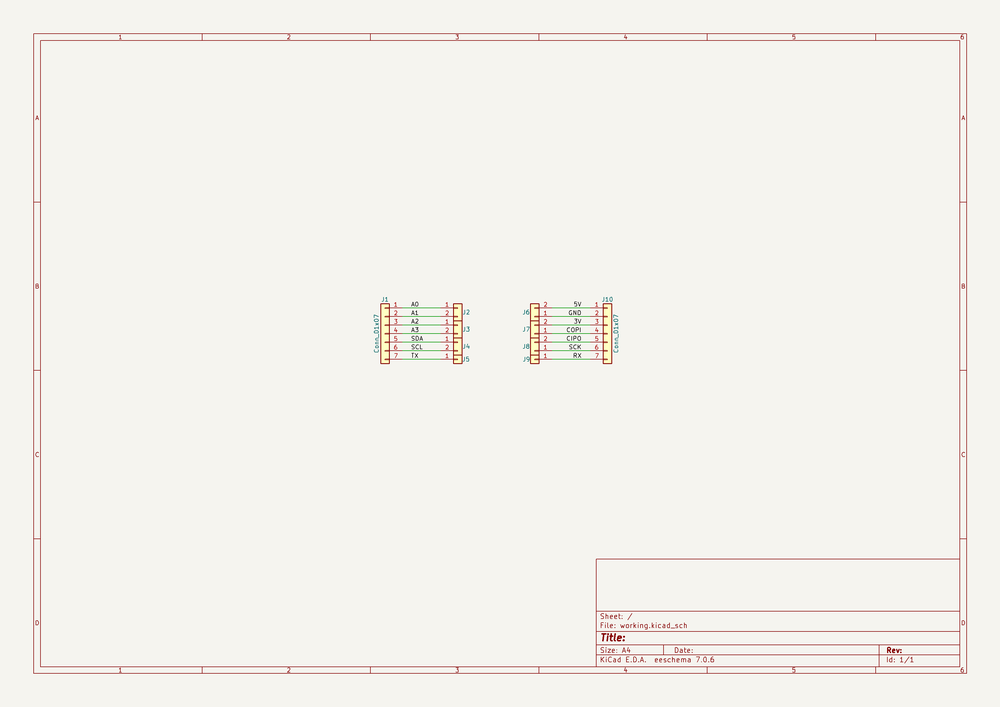 1 2 3 4 5 6
A A
J1 J10
1 A0 1 2 5V 1
2 A1 2 J2 J6 1 GND 2
3 A2 1 2 3V 3
4 A3 2 J3 J7 1 COPI 4
5 SDA 1 2 CIPO 5
6 SCL 2 J4 J8 1 SCK 6
7 TX 1 J5 J9 1 RX 7
Conn_01x07 Conn_01x07
B B
C C
Sheet: /
File: working.kicad_sch
Title:
Size: A4 Date: Rev:
KiCad E.D.A. eeschema 7.0.6 Id: 1/1
D D
1 2 3 4 5 6